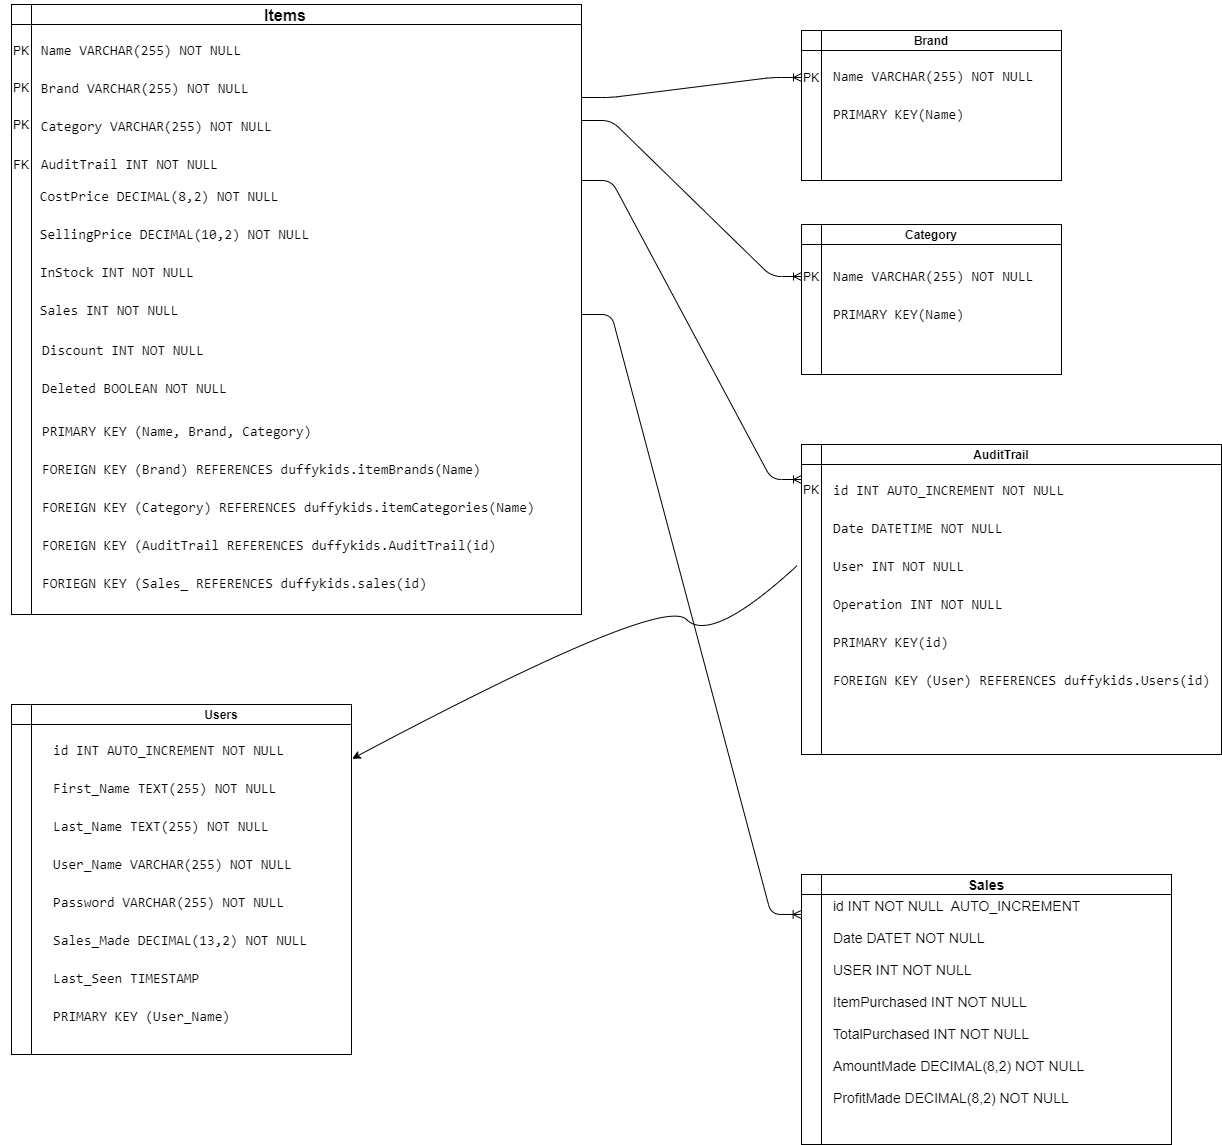 Items
PK Name VARCHAR(255) NOT NULL
PK Brand VARCHAR(255) NOT NULL
PK Category VARCHAR(255) NOT NULL
FK AuditTrail INT NOT NULL
CostPrice DECIMAL(8,2) NOT NULL
SellingPrice DECIMAL(10,2) NOT NULL
InStock INT NOT NULL
Sales INT NOT NULL
Discount INT NOT NULL
Deleted BOOLEAN NOT NULL
PRIMARY KEY (Name, Brand, Category)
FOREIGN KEY (Brand) REFERENCES duffykids.itemBrands(Name)
FOREIGN KEY (Category) REFERENCES duffykids.itemCategories(Name)
FOREIGN KEY (AuditTrail REFERENCES duffykids.AuditTrail(id)
FORIEGN KEY (Sales_ REFERENCES duffykids.sales(id)
Brand
PK Name VARCHAR(255) NOT NULL
PRIMARY KEY(Name)
Category
PK Name VARCHAR(255) NOT NULL
PRIMARY KEY(Name)
AuditTrail
PK id INT AUTO_INCREMENT NOT NULL
Date DATETIME NOT NULL
User INT NOT NULL
Operation INT NOT NULL
PRIMARY KEY(id)
FOREIGN KEY (User) REFERENCES duffykids.Users(id)
Users
id INT AUTO_INCREMENT NOT NULL
First_Name TEXT(255) NOT NULL
Last_Name TEXT(255) NOT NULL
User_Name VARCHAR(255) NOT NULL
Password VARCHAR(255) NOT NULL
Sales_Made DECIMAL(13,2) NOT NULL
Last_Seen TIMESTAMP
PRIMARY KEY (User_Name)
Sales
id INT NOT NULL AUTO_INCREMENT
Date DATET NOT NULL
USER INT NOT NULL
ItemPurchased INT NOT NULL
TotalPurchased INT NOT NULL
AmountMade DECIMAL(8,2) NOT NULL
ProfitMade DECIMAL(8,2) NOT NULL